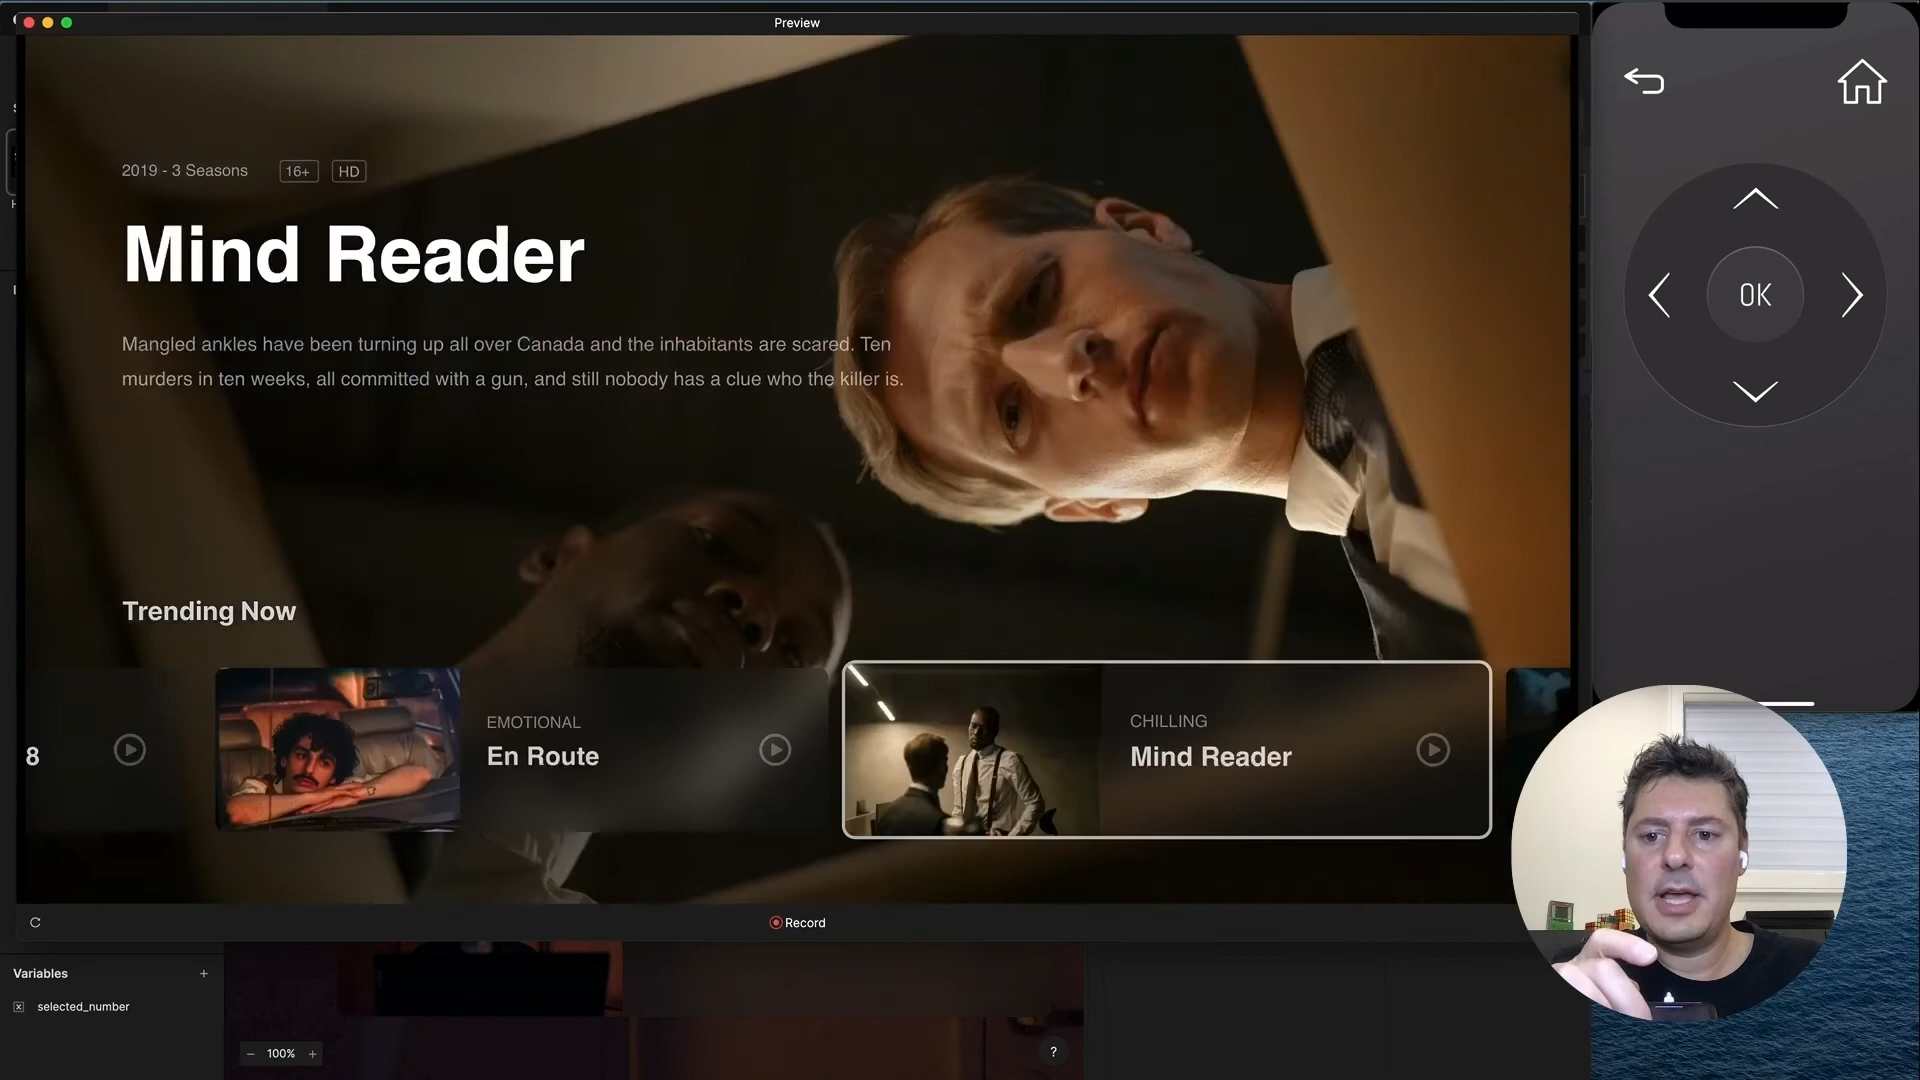 Preview
2019 - 3 Seasons 16+ HD
Mind Reader
Mangled ankles have been turning up all over Canada and the inhabitants are scared. Ten
murders in ten weeks, all committed with a gun, and still nobody has a clue who the killer is.
Trending Now
8
EMOTIONAL
En Route
CHILLING
Mind Reader
Record
Variables +
selected_number
− 100% +
?
OK